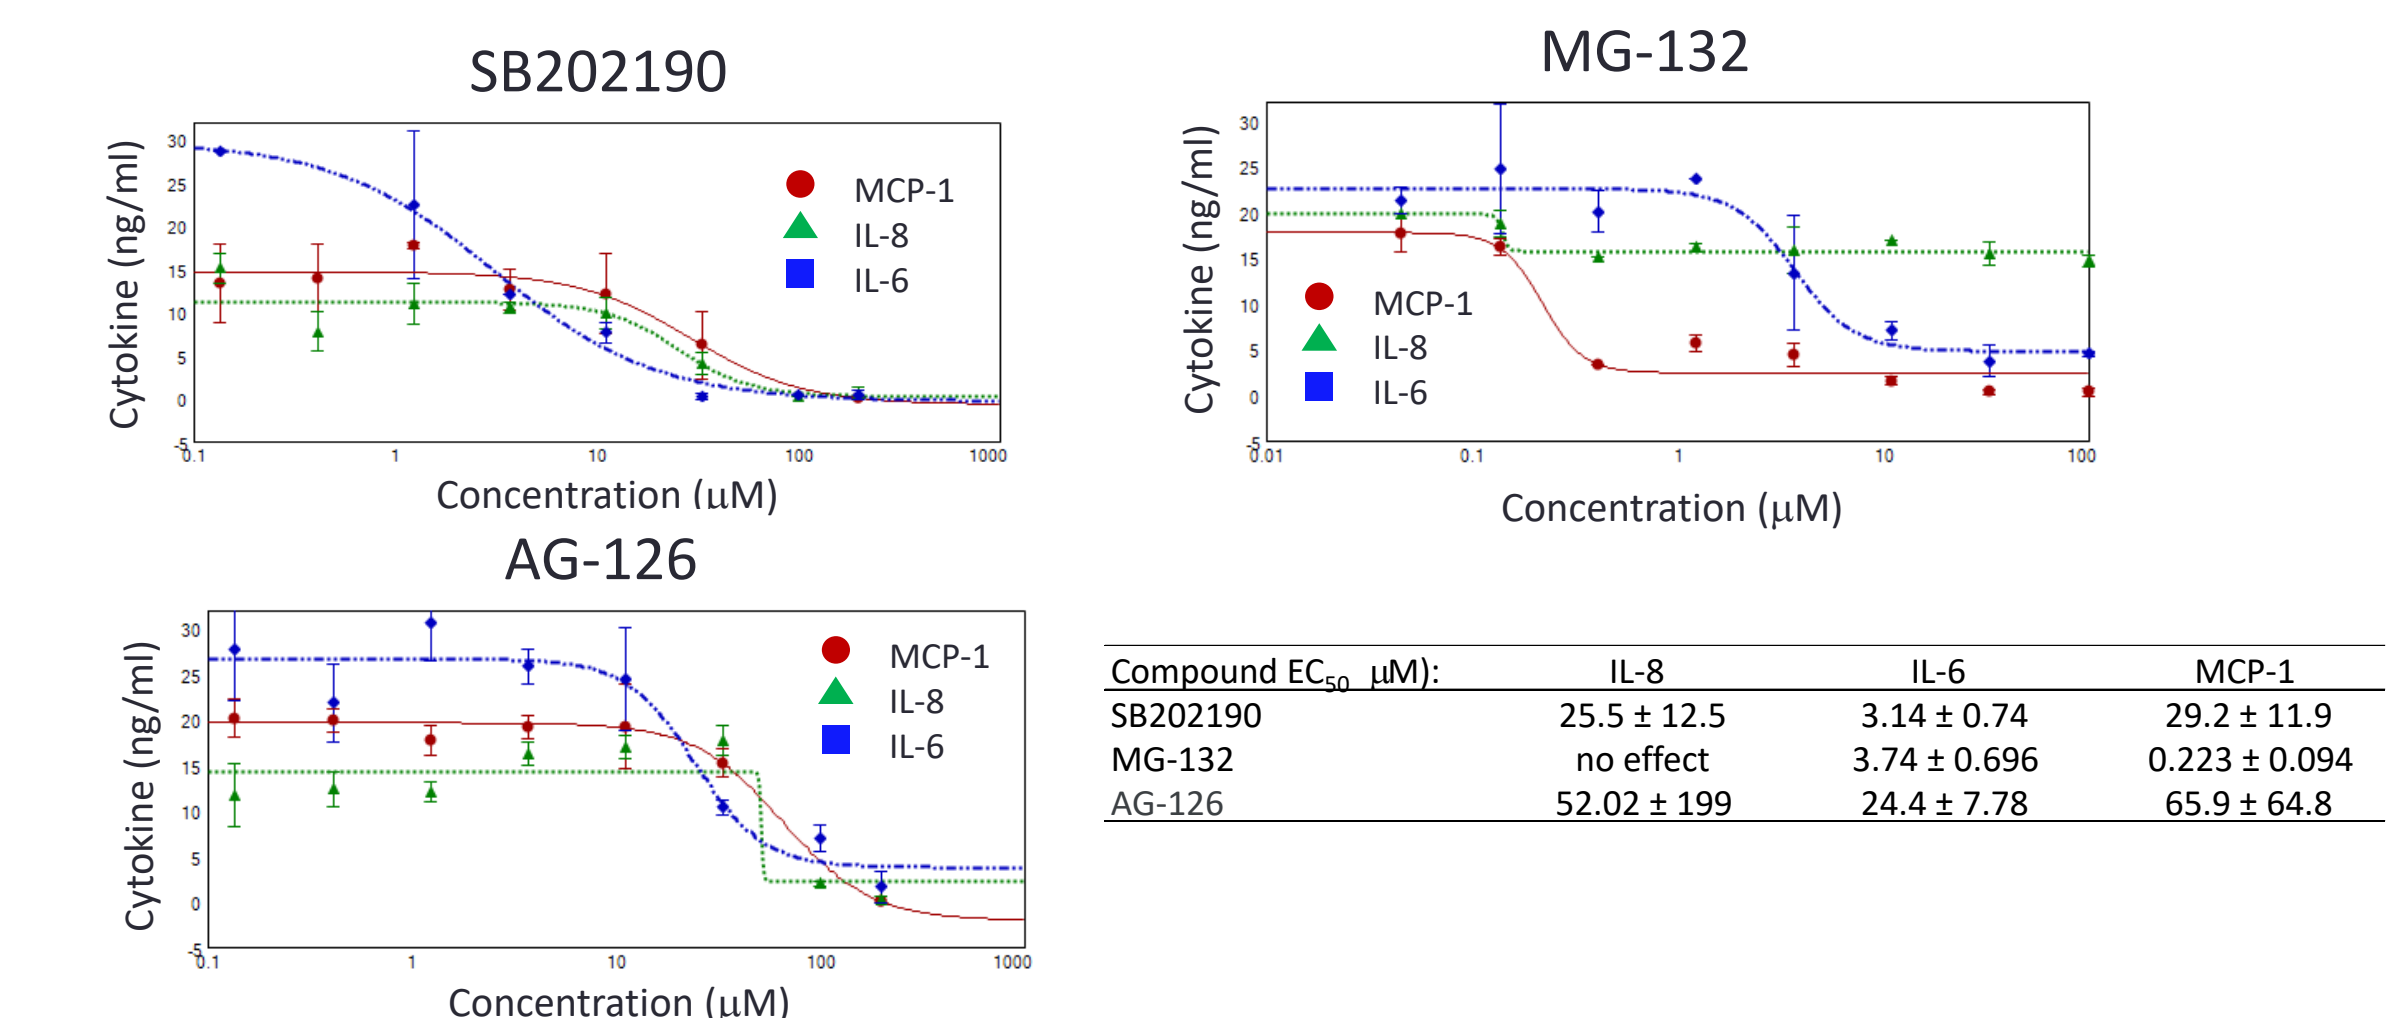 SB202190
Cytokine (ng/ml)
30
25
20
15
10
5
0
-5
0.1
1
10
100
1000
Concentration (μM)
MCP-1
IL-8
IL-6
MG-132
Cytokine (ng/ml)
30
25
20
15
10
5
0
-5
0.01
0.1
1
10
100
Concentration (μM)
MCP-1
IL-8
IL-6
AG-126
Cytokine (ng/ml)
30
25
20
15
10
5
0
-5
0.1
1
10
100
1000
Concentration (μM)
MCP-1
IL-8
IL-6
Compound EC50 μM): IL-8 IL-6 MCP-1
SB202190 25.5 ± 12.5 3.14 ± 0.74 29.2 ± 11.9
MG-132 no effect 3.74 ± 0.696 0.223 ± 0.094
AG-126 52.02 ± 199 24.4 ± 7.78 65.9 ± 64.8